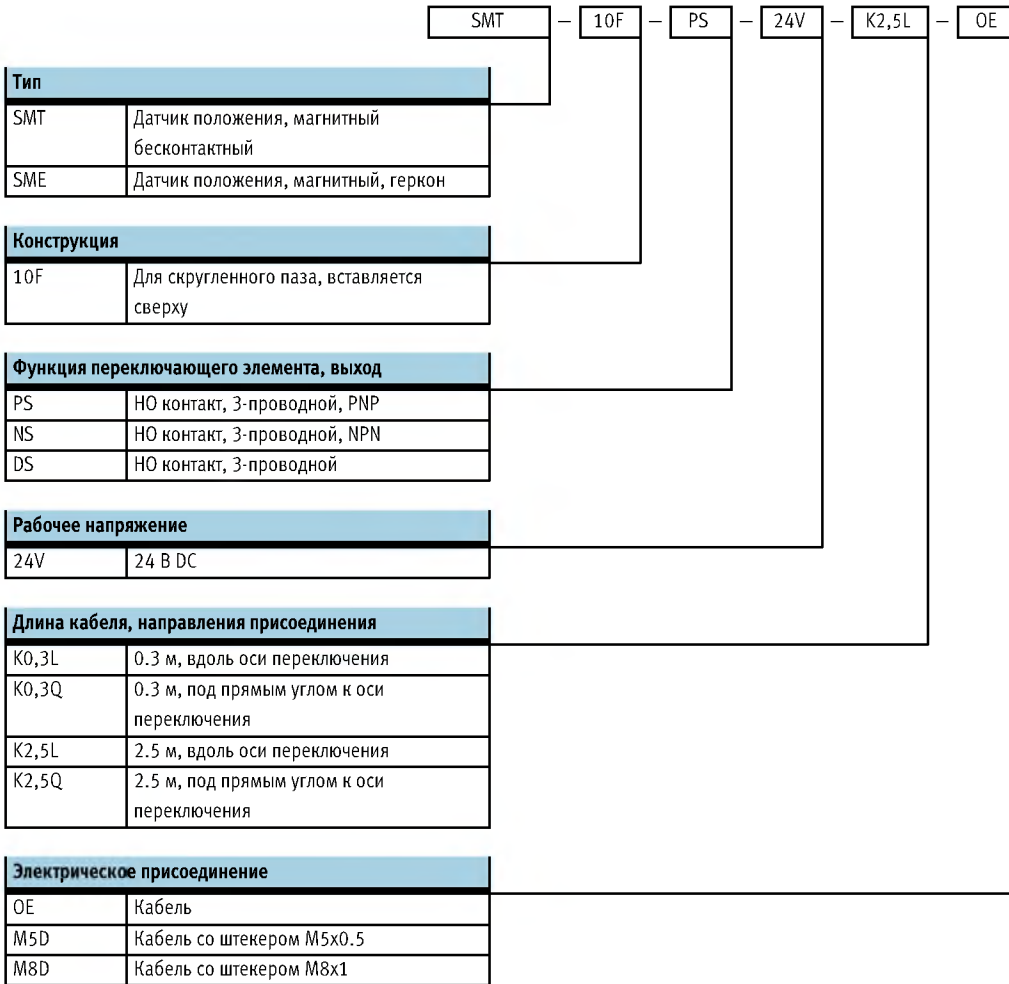 SMT – 10F – PS – 24V – K2,5L – OE
Тип
SMT Датчик положения, магнитный
бесконтактный
SME Датчик положения, магнитный, геркон
Конструкция
10F Для скругленного паза, вставляется
сверху
Функция переключающего элемента, выход
PS НО контакт, 3-проводной, PNP
NS НО контакт, 3-проводной, NPN
DS НО контакт, 3-проводной
Рабочее напряжение
24V 24 В DC
Длина кабеля, направления присоединения
K0,3L 0.3 м, вдоль оси переключения
K0,3Q 0.3 м, под прямым углом к оси
переключения
K2,5L 2.5 м, вдоль оси переключения
K2,5Q 2.5 м, под прямым углом к оси
переключения
Электрическое присоединение
OE Кабель
M5D Кабель со штекером M5x0.5
M8D Кабель со штекером M8x1